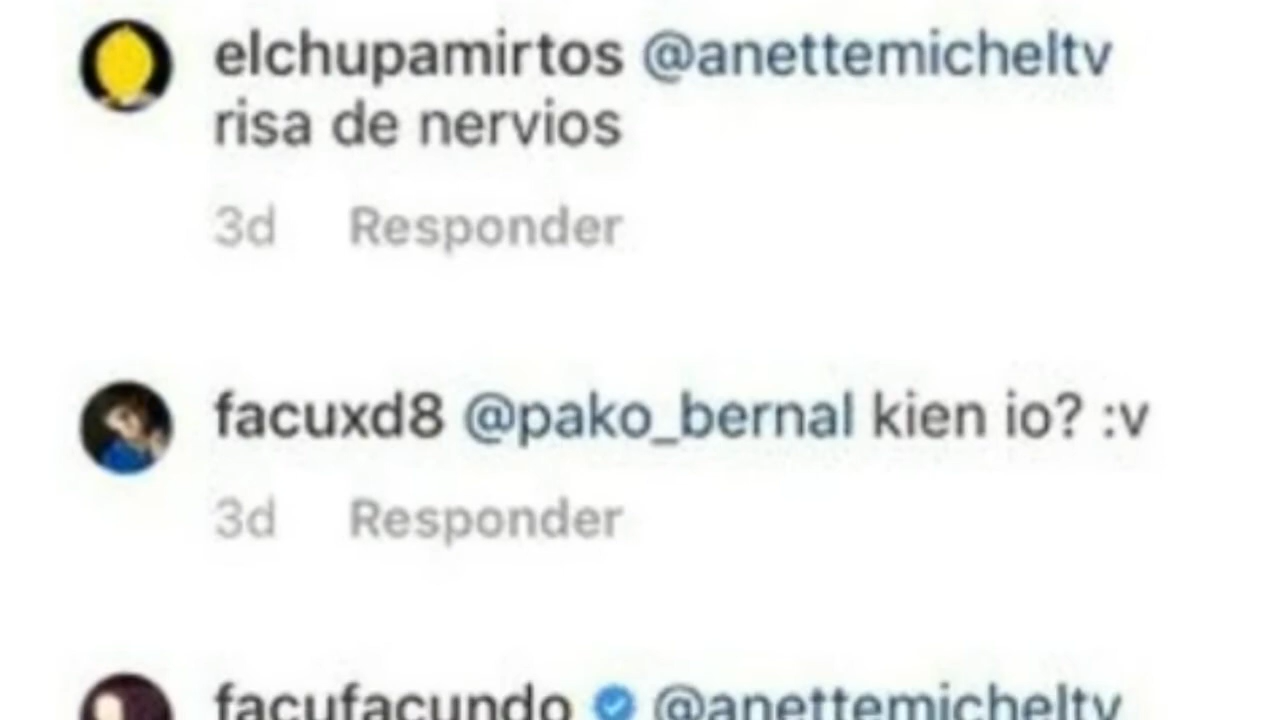 elchupamirtos @anettemicheltv
risa de nervios
3d Responder
facuxd8 @pako_bernal kien io? :v
3d Responder
facufacundo @anettemicheltv